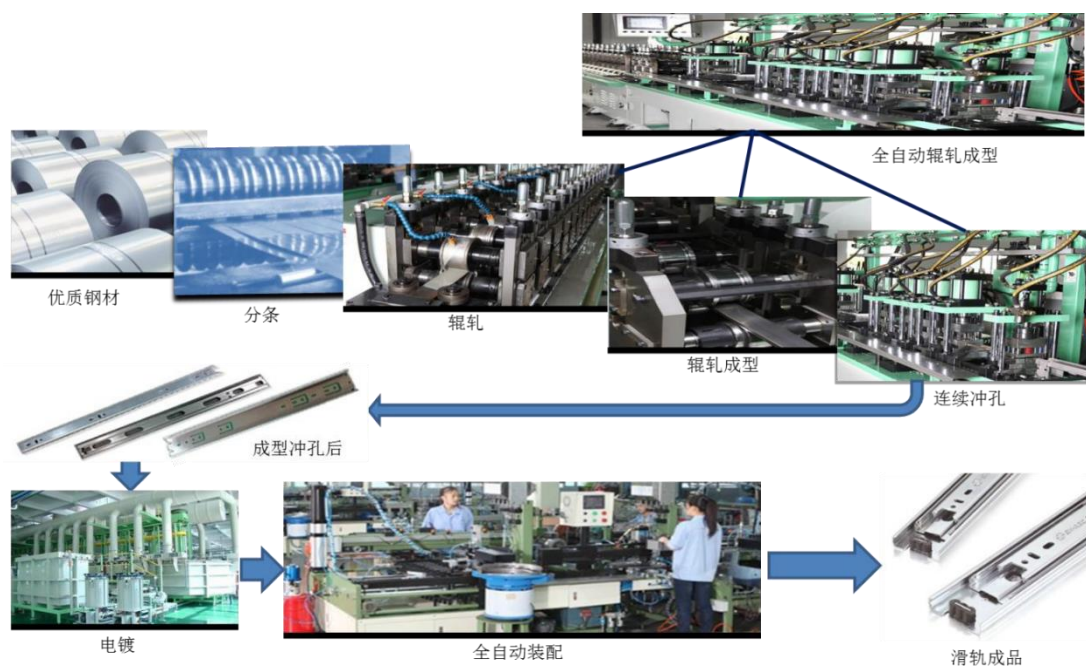 全自动辊轧成型
优质钢材
分条
辊轧
辊轧成型
连续冲孔
成型冲孔后
电镀
全自动装配
滑轨成品